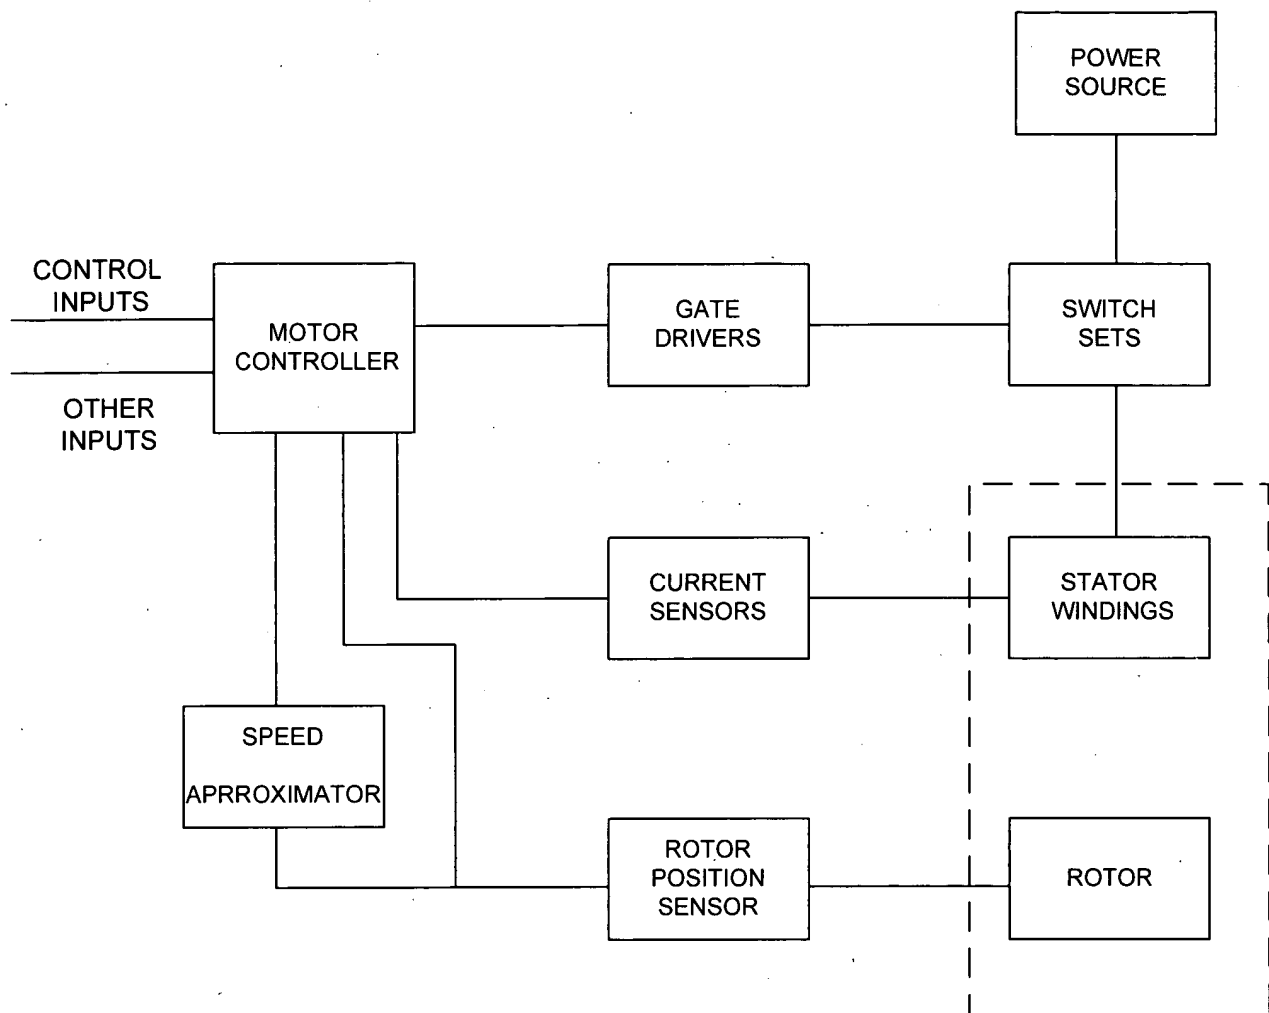 POWER
SOURCE
CONTROL
INPUTS
MOTOR
CONTROLLER
GATE
DRIVERS
SWITCH
SETS
OTHER
INPUTS
CURRENT
SENSORS
STATOR
WINDINGS
SPEED
APRROXIMATOR
ROTOR
POSITION
SENSOR
ROTOR